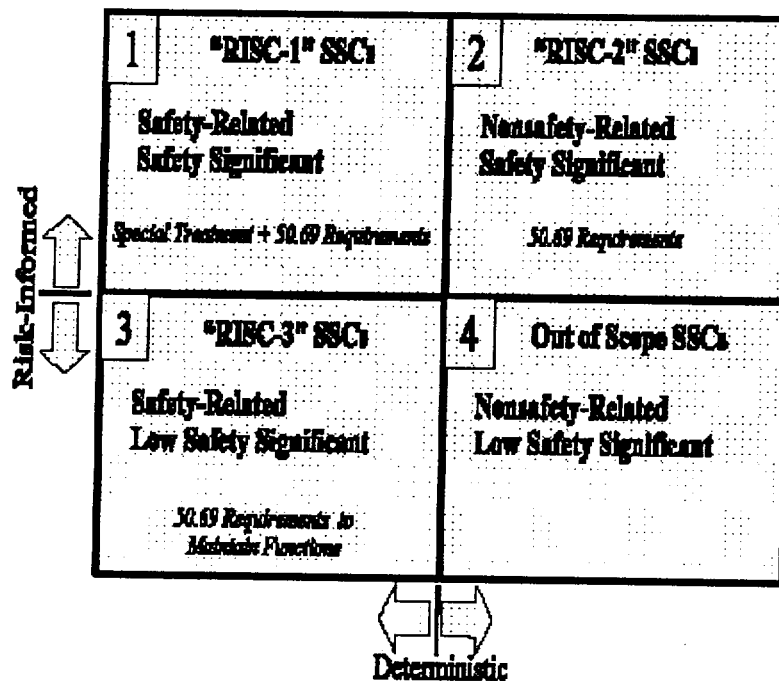 1 "RISC-1" SSCs
Safety-Related
Safety Significant
Special Treatment + 50.69 Requirements
2 "RISC-2" SSCs
Nonsafety-Related
Safety Significant
50.69 Requirements
Risk-Informed
3 "RISC-3" SSCs
Safety-Related
Low Safety Significant
50.69 Requirements to
Maintain Functions
4 Out of Scope SSCs
Nonsafety-Related
Low Safety Significant
Deterministic